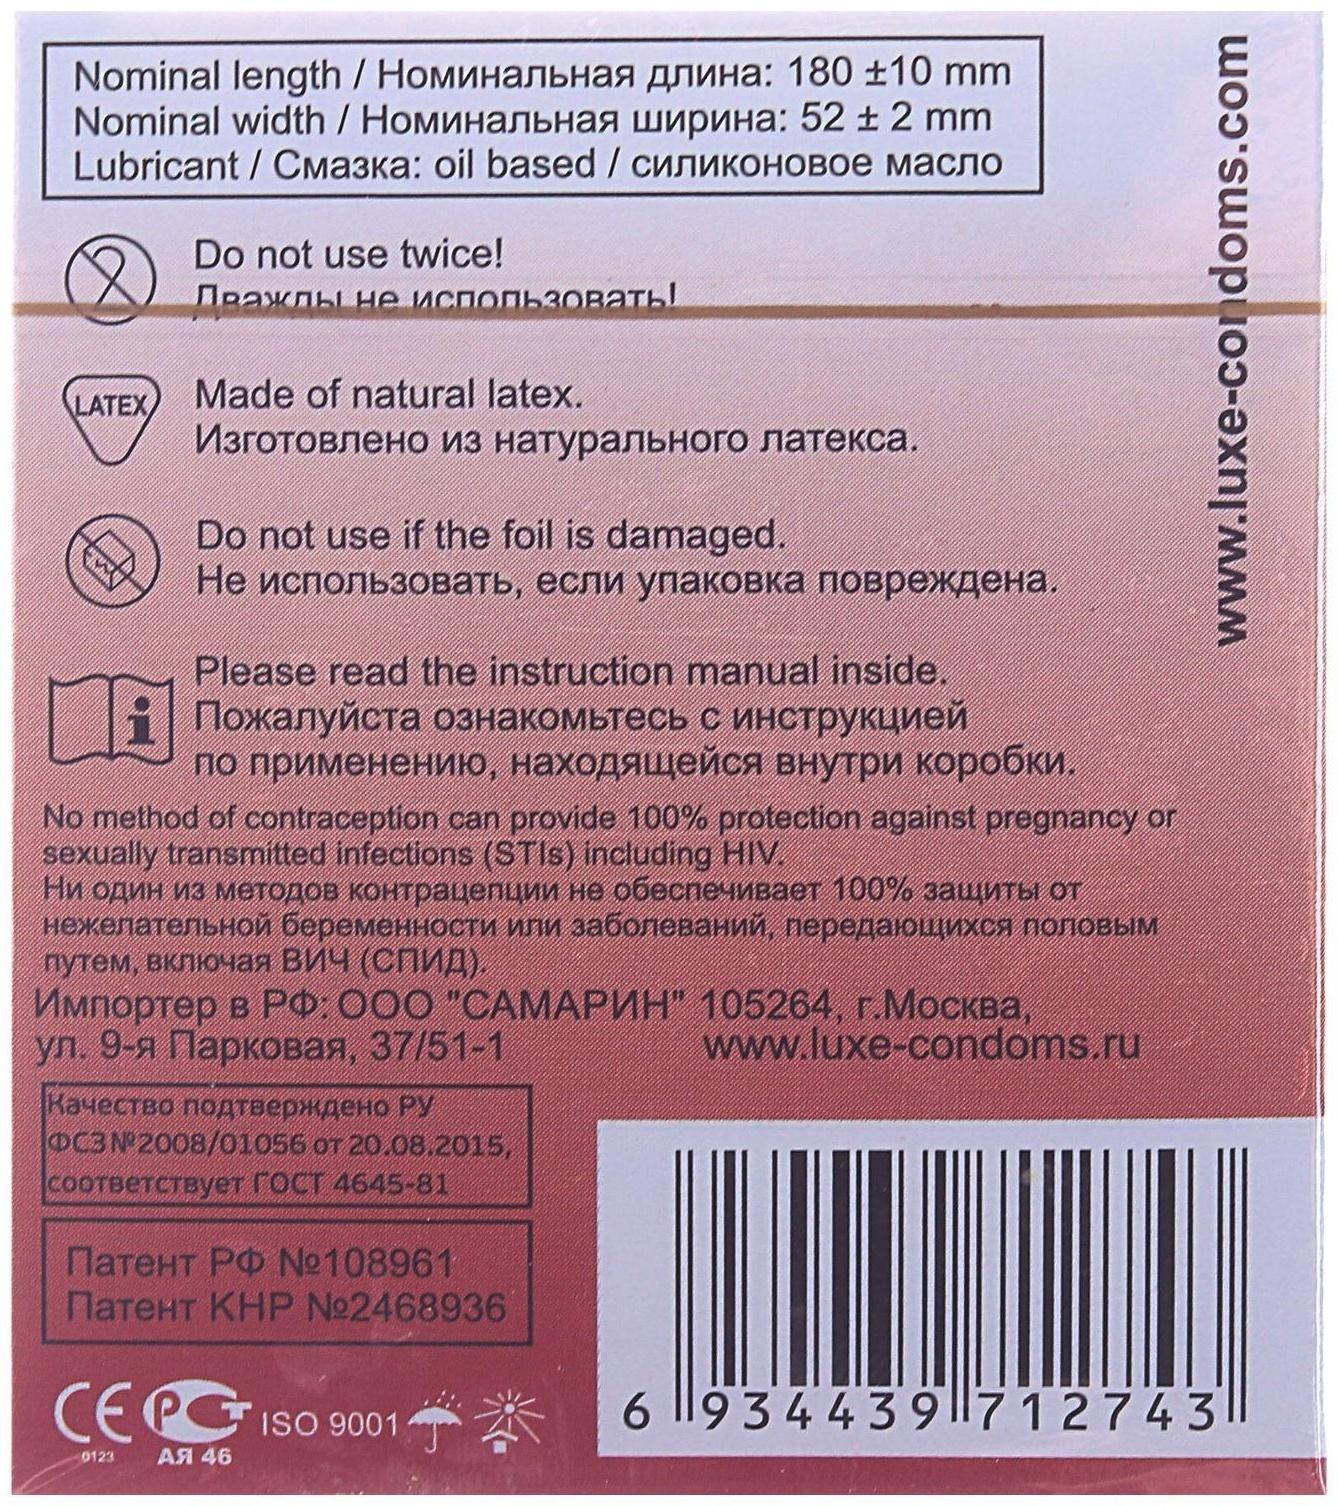 Nominal length / Номинальная длина: 180 ±10 mm
Nominal width / Номинальная ширина: 52 ± 2 mm
Lubricant / Смазка: oil based / силиконовое масло
www.luxe-condoms.com
2
Do not use twice!
Дважды не использовать!
LATEX
Made of natural latex.
Изготовлено из натурального латекса.
Do not use if the foil is damaged.
Не использовать, если упаковка повреждена.
i
Please read the instruction manual inside.
Пожалуйста ознакомьтесь с инструкцией
по применению, находящейся внутри коробки.
No method of contraception can provide 100% protection against pregnancy or
sexually transmitted infections (STIs) including HIV.
Ни один из методов контрацепции не обеспечивает 100% защиты от
нежелательной беременности или заболеваний, передающихся половым
путем, включая ВИЧ (СПИД).
Импортер в РФ: ООО "САМАРИН" 105264, г.Москва,
ул. 9-я Парковая, 37/51-1 www.luxe-condoms.ru
Качество подтверждено РУ
ФСЗ №2008/01056 от 20.08.2015,
соответствует ГОСТ 4645-81
Патент РФ №108961
Патент КНР №2468936
CE PCT ISO 9001
0123 АЯ 46
6 934439 712743